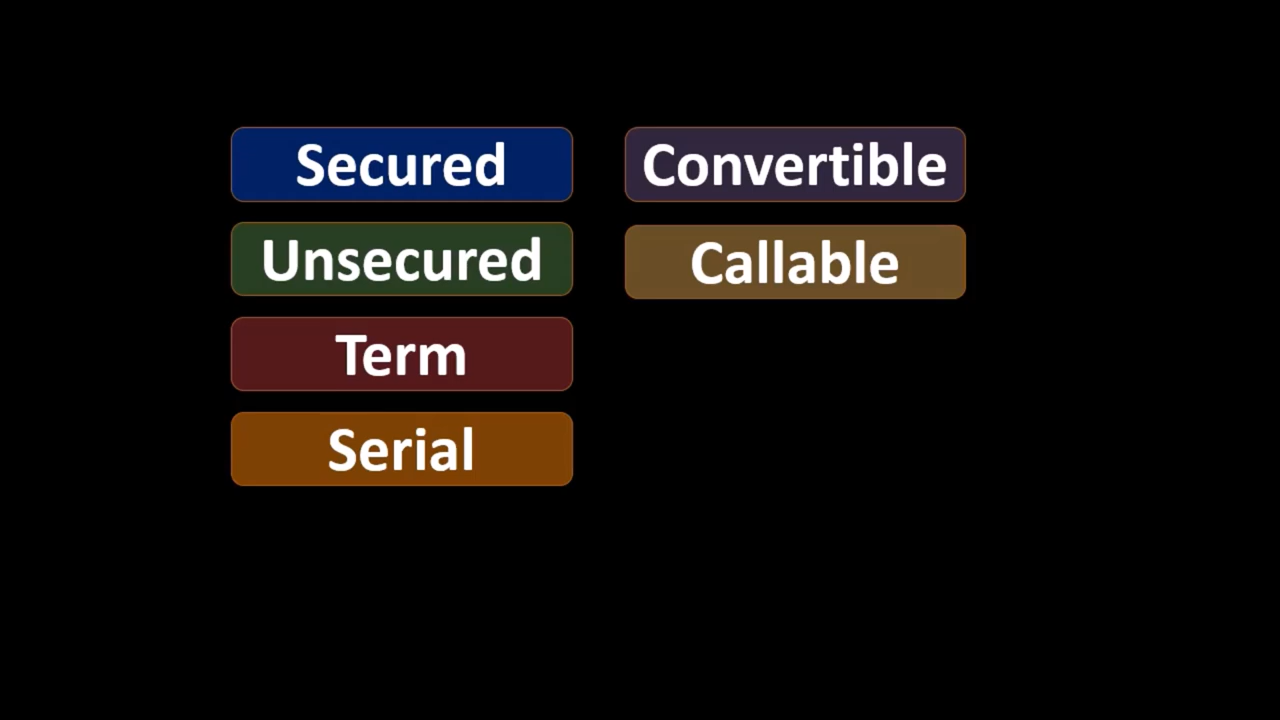 Secured
Unsecured
Term
Serial
Convertible
Callable